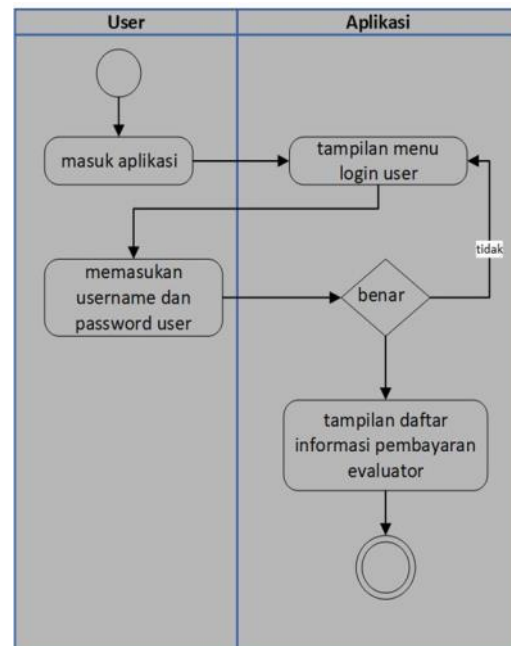 User
Aplikasi
masuk aplikasi
tampilan menu
login user
memasukan
username dan
password user
benar
tidak
tampilan daftar
informasi pembayaran
evaluator